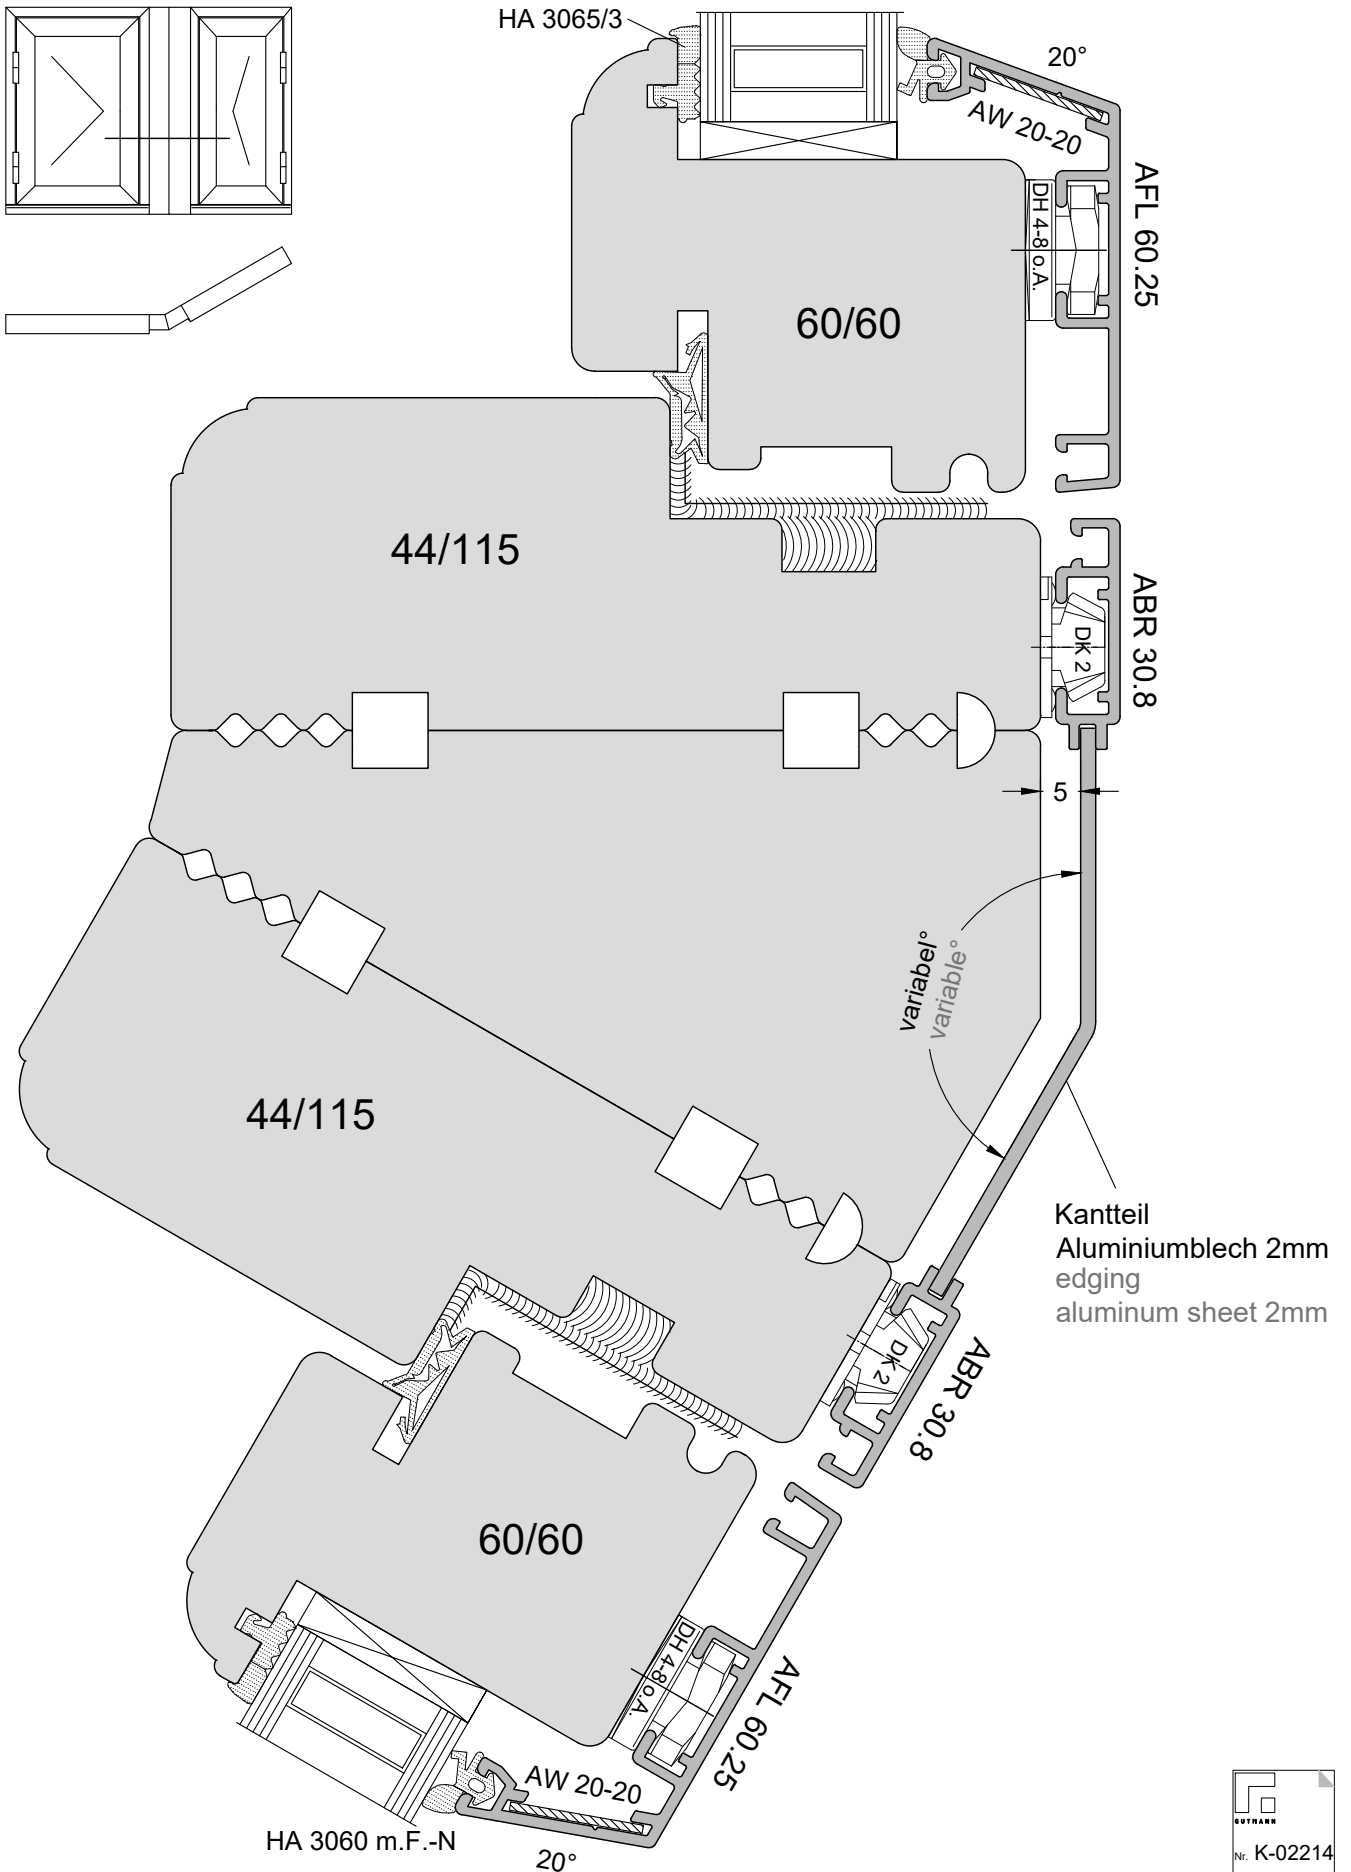 HA 3065/3
20°
AW 20-20
AFL 60.25
DH 4-8 o.A.
60/60
44/115
ABR 30.8
DK 2
5
variabel°
variable°
44/115
Kantteil
Aluminiumblech 2mm
edging
aluminum sheet 2mm
DK 2
ABR 30.8
60/60
DH 4-8 o.A.
AFL 60.25
AW 20-20
HA 3060 m.F.-N
20°
GUTMANN
Nr. K-02214